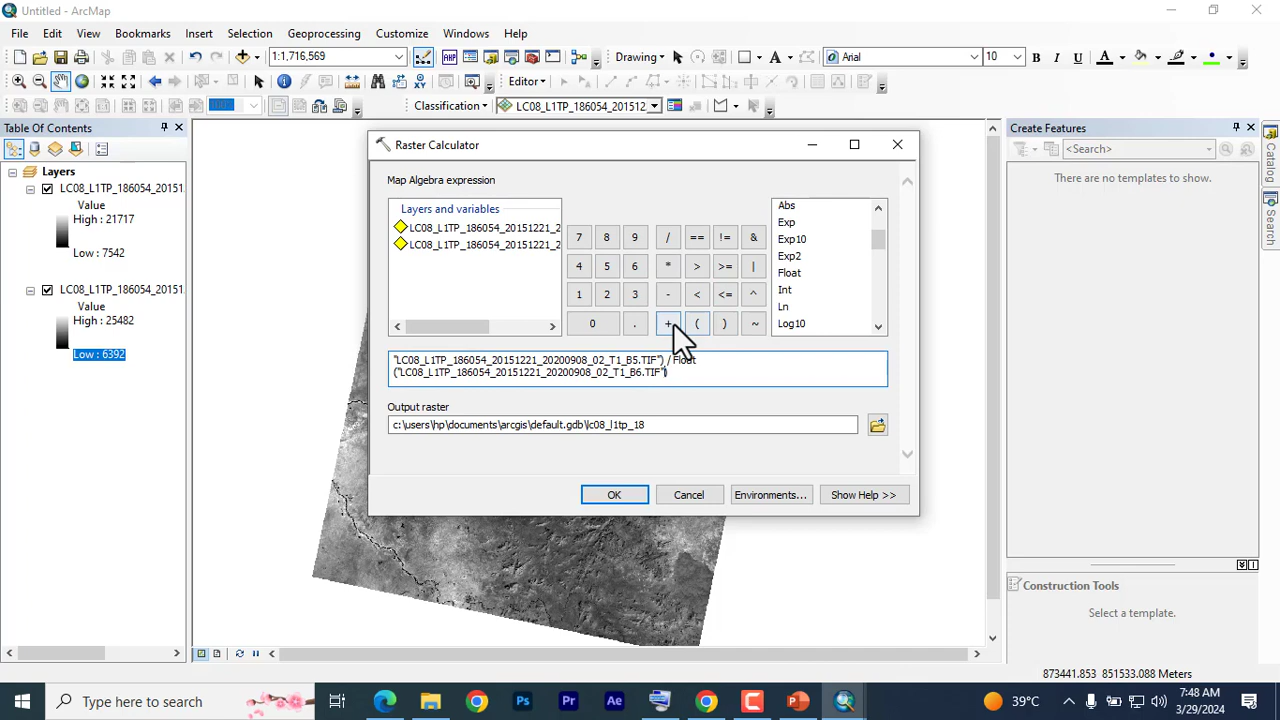 Untitled - ArcMap
File Edit View Bookmarks Insert Selection Geoprocessing Customize Windows Help
1:1,716,569 Drawing Arial 10 B I U A
Editor
Classification LC08_L1TP_186054_201512
Table Of Contents
Layers
LC08_L1TP_186054_20151
Value
High : 21717
Low : 7542
LC08_L1TP_186054_20151
Value
High : 25482
Low : 6392
Raster Calculator
Map Algebra expression
Layers and variables
LC08_L1TP_186054_20151221_2
LC08_L1TP_186054_20151221_2
7 8 9 / == != &
4 5 6 * > >= |
1 2 3 - < <= ^
0 . + ( ) ~
Abs
Exp
Exp10
Exp2
Float
Int
Ln
Log10
"LC08_L1TP_186054_20151221_20200908_02_T1_B5.TIF") / Float
("LC08_L1TP_186054_20151221_20200908_02_T1_B6.TIF")
Output raster
c:\users\hp\documents\arcgis\default.gdb\lc08_l1tp_18
OK Cancel Environments... Show Help >>
Create Features
<Search>
There are no templates to show.
Catalog
Search
Construction Tools
Select a template.
873441.853 851533.088 Meters
Type here to search
Ps Pr Ae
39°C
7:48 AM
3/29/2024